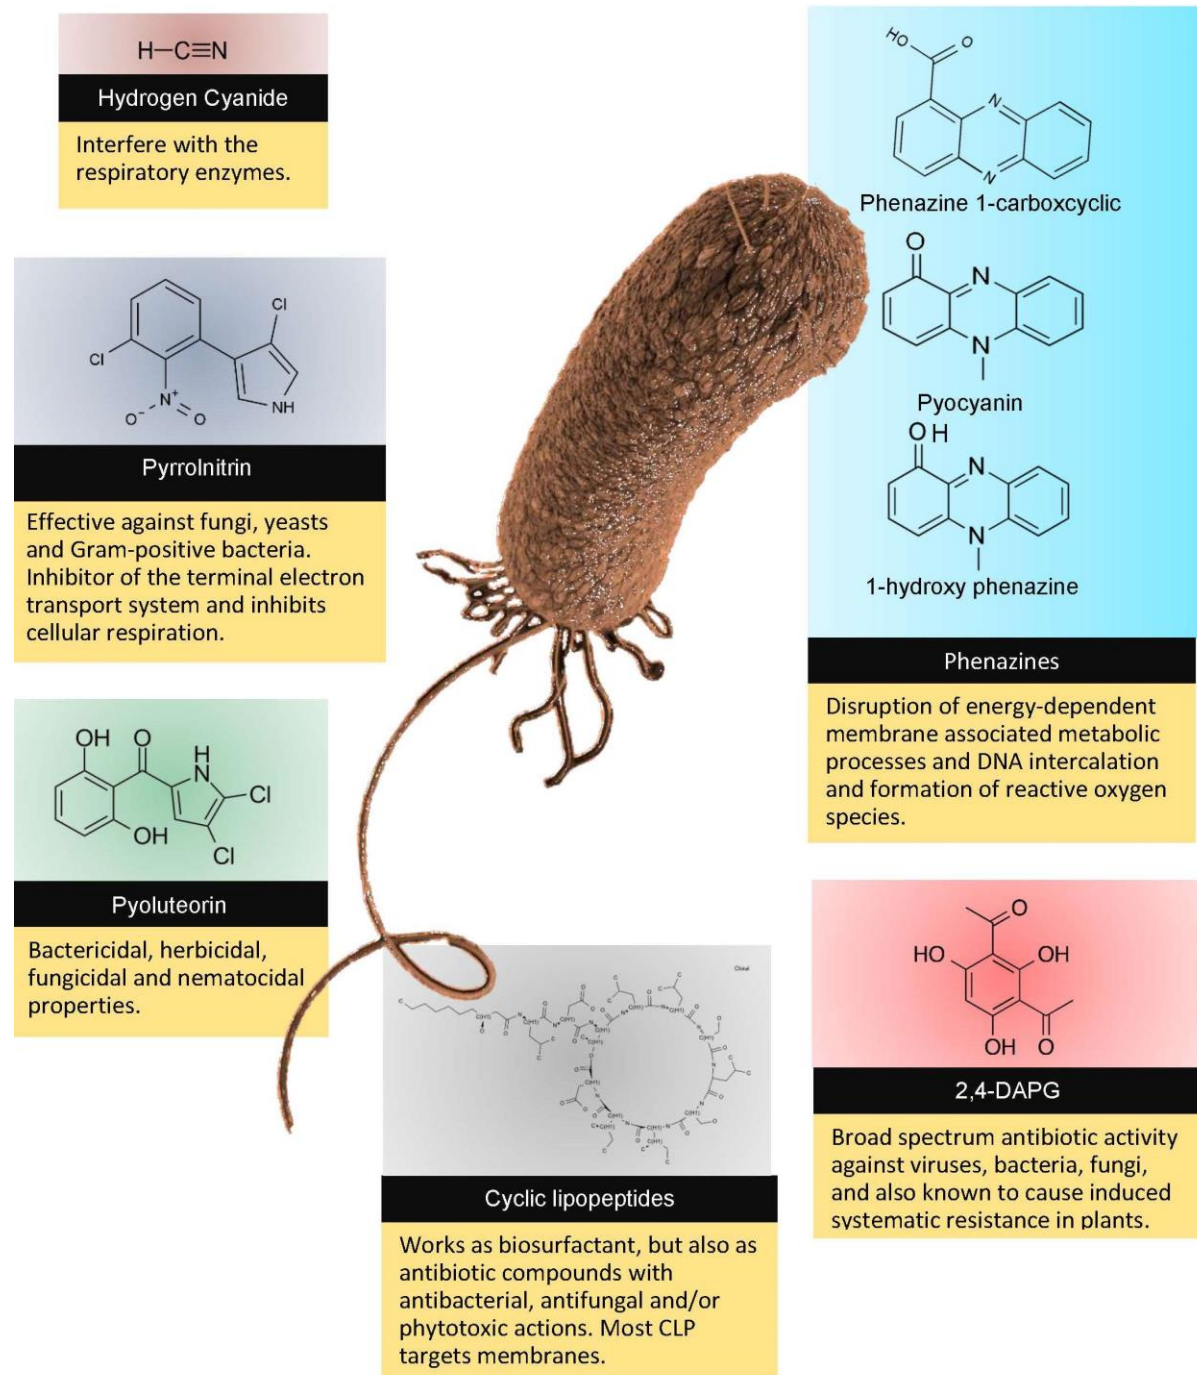 H–C≡N
Hydrogen Cyanide
Interfere with the
respiratory enzymes.
Cl
Cl
N+
O-
O
NH
Pyrrolnitrin
Effective against fungi, yeasts
and Gram-positive bacteria.
Inhibitor of the terminal electron
transport system and inhibits
cellular respiration.
OH
O
H
N
Cl
OH
Cl
Pyoluteorin
Bactericidal, herbicidal,
fungicidal and nematocidal
properties.
Chiral
Cyclic lipopeptides
Works as biosurfactant, but also as
antibiotic compounds with
antibacterial, antifungal and/or
phytotoxic actions. Most CLP
targets membranes.
HO
O
N
N
Phenazine 1-carboxcyclic
O
N
N
Pyocyanin
O H
N
N
1-hydroxy phenazine
Phenazines
Disruption of energy-dependent
membrane associated metabolic
processes and DNA intercalation
and formation of reactive oxygen
species.
O
HO
OH
OH
O
2,4-DAPG
Broad spectrum antibiotic activity
against viruses, bacteria, fungi,
and also known to cause induced
systematic resistance in plants.